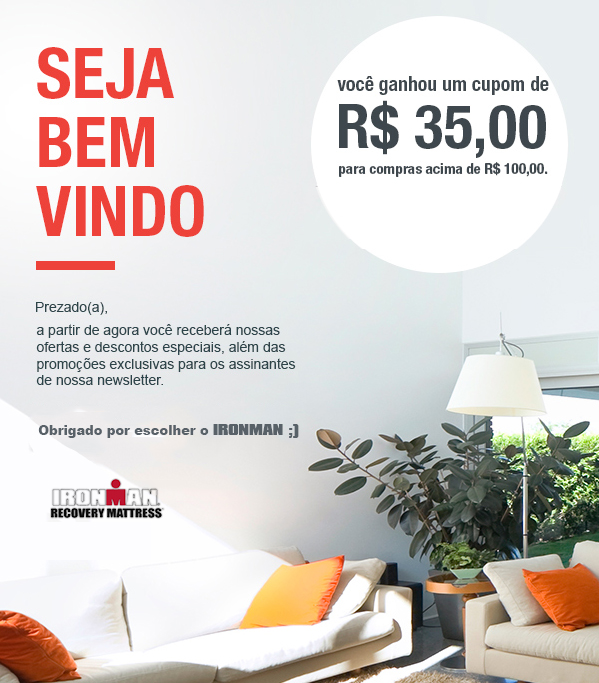 SEJA
BEM
VINDO
você ganhou um cupom de
R$ 35,00
para compras acima de R$ 100,00.
Prezado(a),
a partir de agora você receberá nossas
ofertas e descontos especiais, além das
promoções exclusivas para os assinantes
de nossa newsletter.
Obrigado por escolher o IRONMAN ;)
IRONMAN
RECOVERY MATTRESS